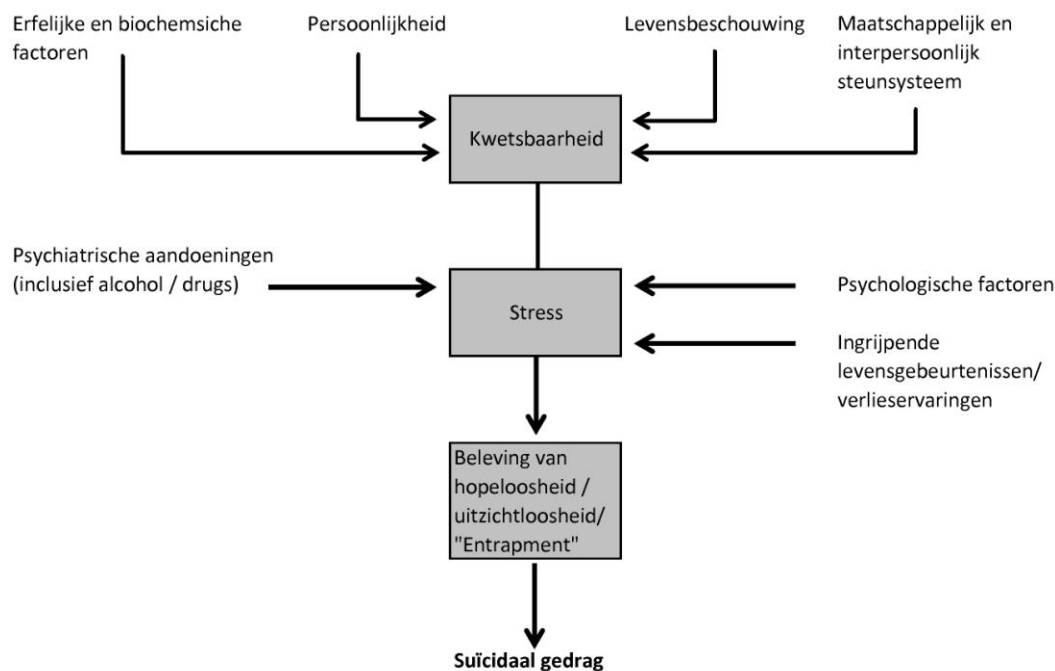 Erfelijke en biochemsiche
factoren
Persoonlijkheid
Levensbeschouwing
Maatschappelijk en
interpersoonlijk
steunsysteem
Kwetsbaarheid
Psychiatrische aandoeningen
(inclusief alcohol / drugs)
Stress
Psychologische factoren
Ingrijpende
levensgebeurtenissen/
verlieservaringen
Beleving van
hopeloosheid /
uitzichtloosheid/
"Entrapment"
Suïcidaal gedrag